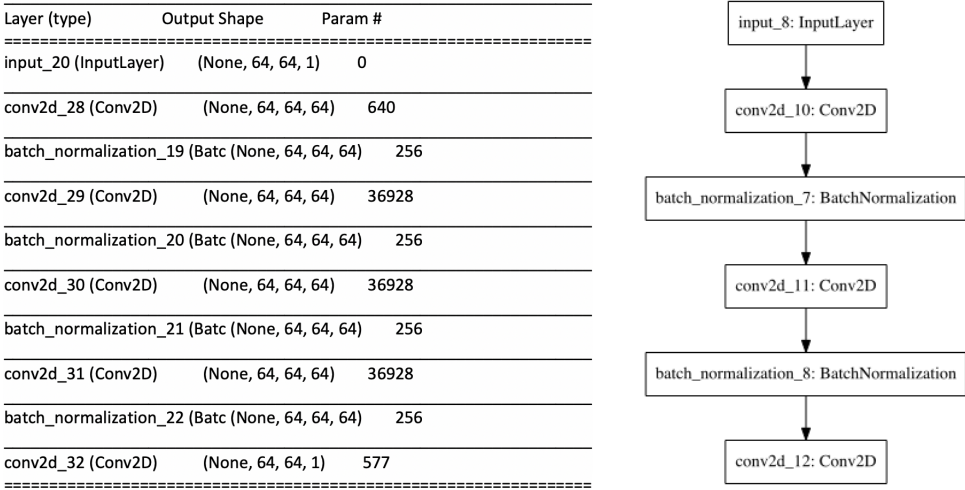 Layer (type) Output Shape Param #
==================================================================
input_20 (InputLayer) (None, 64, 64, 1) 0
conv2d_28 (Conv2D) (None, 64, 64, 64) 640
batch_normalization_19 (Batc (None, 64, 64, 64) 256
conv2d_29 (Conv2D) (None, 64, 64, 64) 36928
batch_normalization_20 (Batc (None, 64, 64, 64) 256
conv2d_30 (Conv2D) (None, 64, 64, 64) 36928
batch_normalization_21 (Batc (None, 64, 64, 64) 256
conv2d_31 (Conv2D) (None, 64, 64, 64) 36928
batch_normalization_22 (Batc (None, 64, 64, 64) 256
conv2d_32 (Conv2D) (None, 64, 64, 1) 577
==================================================================
input_8: InputLayer
conv2d_10: Conv2D
batch_normalization_7: BatchNormalization
conv2d_11: Conv2D
batch_normalization_8: BatchNormalization
conv2d_12: Conv2D